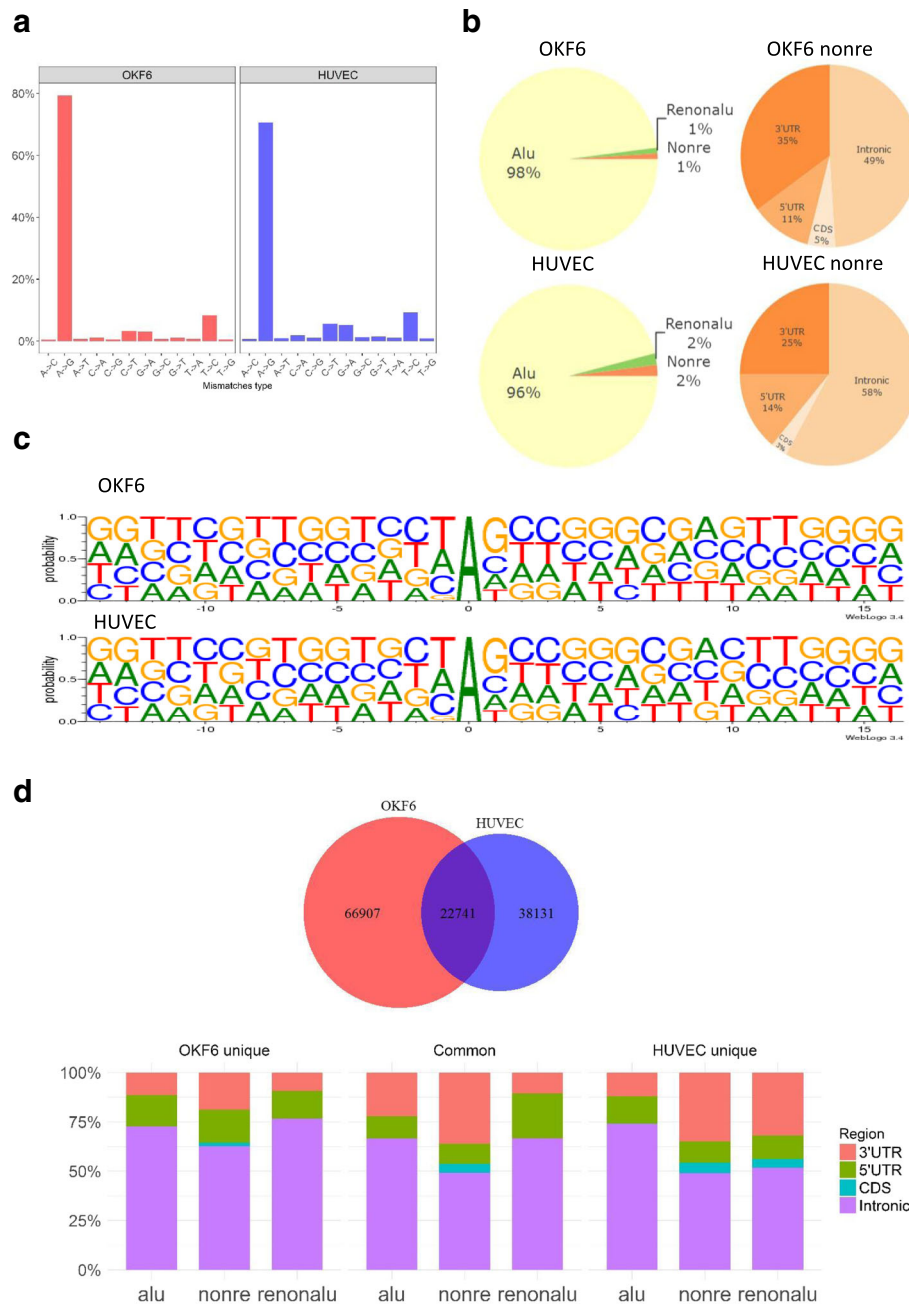 a
OKF6
HUVEC
80%
60%
40%
20%
0%
A->C A->G A->T C->A C->G C->T G->A G->C G->T T->A T->C T->G
A->C A->G A->T C->A C->G C->T G->A G->C G->T T->A T->C T->G
Mismatches type
b
OKF6
OKF6 nonre
Alu
98%
Renonalu
1%
Nonre
1%
3'UTR
35%
Intronic
49%
5'UTR
11%
CDS
5%
HUVEC
HUVEC nonre
Alu
96%
Renonalu
2%
Nonre
2%
3'UTR
25%
Intronic
58%
5'UTR
14%
CDS
3%
c
OKF6
probability
1.0
0.5
0.0
-10
-5
0
5
10
15
WebLogo 3.4
HUVEC
probability
1.0
0.5
0.0
-10
-5
0
5
10
15
WebLogo 3.4
d
OKF6
HUVEC
66907
22741
38131
OKF6 unique
Common
HUVEC unique
100%
75%
50%
25%
0%
alu nonre renonalu
alu nonre renonalu
alu nonre renonalu
Region
3'UTR
5'UTR
CDS
Intronic